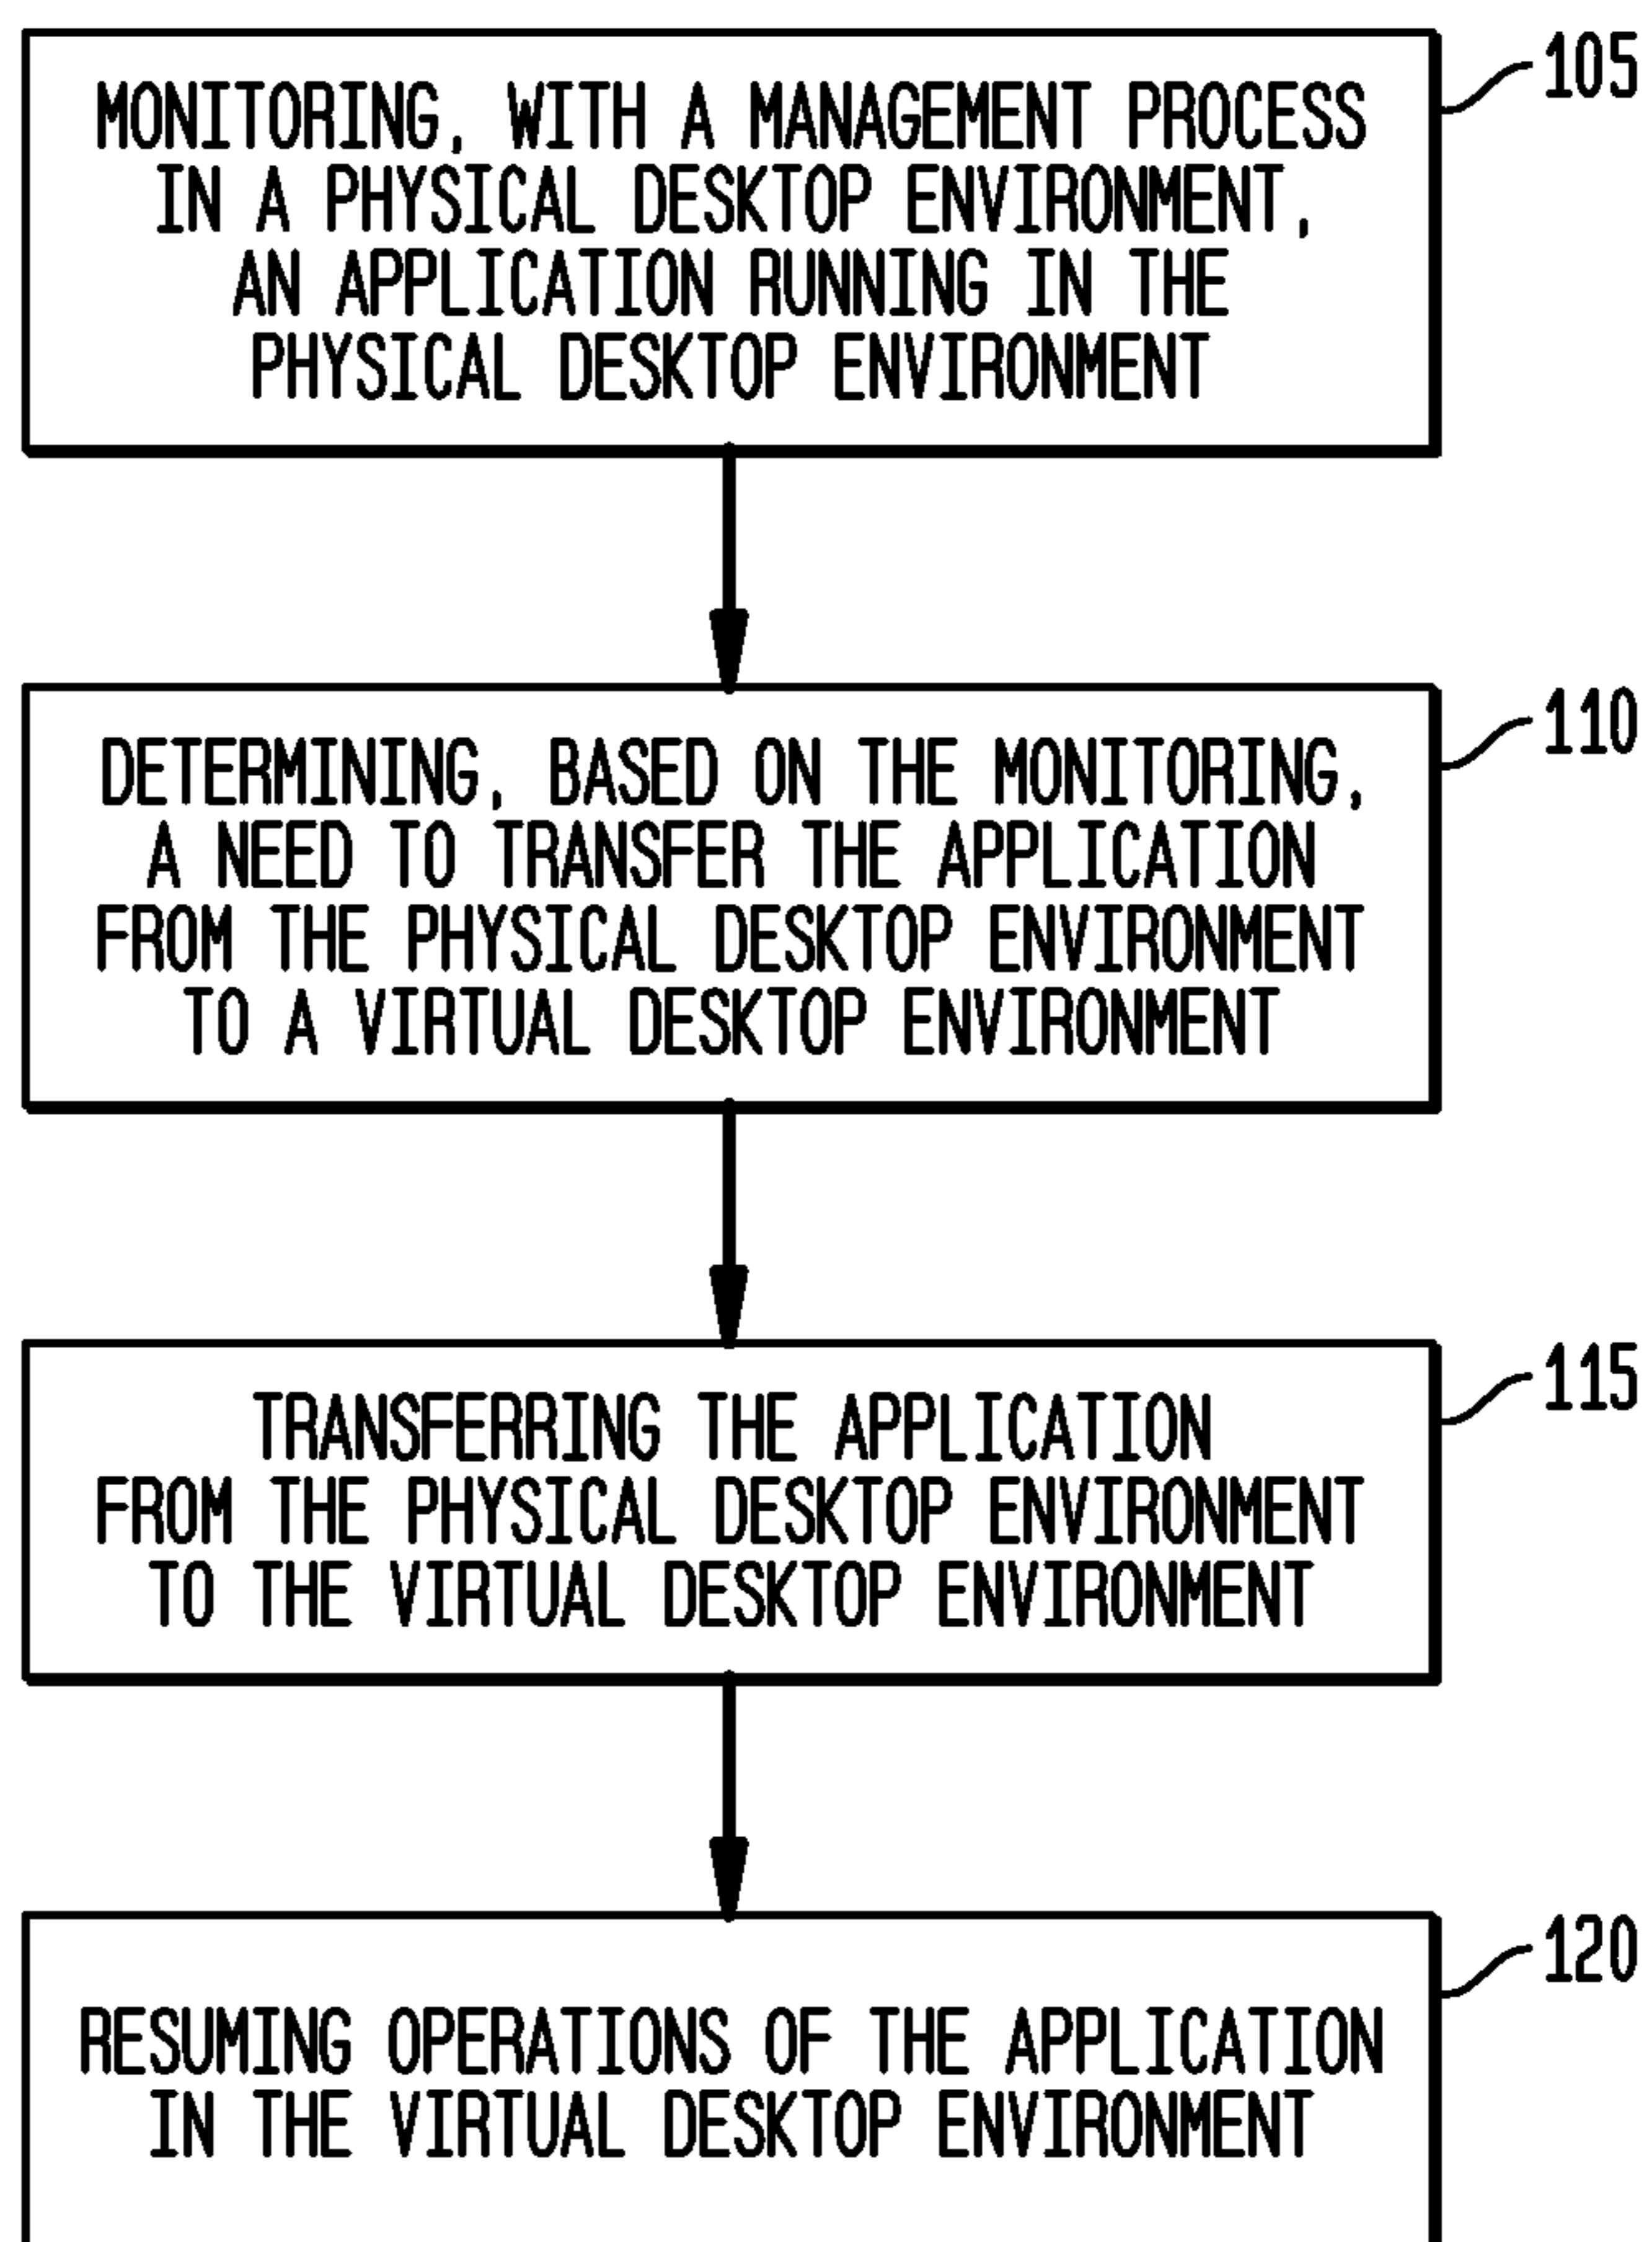 MONITORING, WITH A MANAGEMENT PROCESS
IN A PHYSICAL DESKTOP ENVIRONMENT,
AN APPLICATION RUNNING IN THE
PHYSICAL DESKTOP ENVIRONMENT
105
DETERMINING, BASED ON THE MONITORING,
A NEED TO TRANSFER THE APPLICATION
FROM THE PHYSICAL DESKTOP ENVIRONMENT
TO A VIRTUAL DESKTOP ENVIRONMENT
110
TRANSFERRING THE APPLICATION
FROM THE PHYSICAL DESKTOP ENVIRONMENT
TO THE VIRTUAL DESKTOP ENVIRONMENT
115
RESUMING OPERATIONS OF THE APPLICATION
IN THE VIRTUAL DESKTOP ENVIRONMENT
120